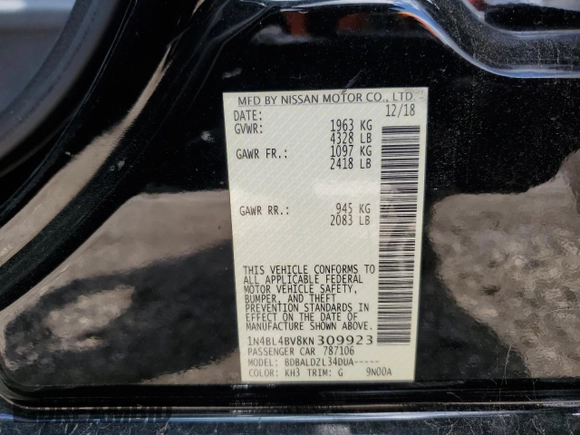 MFD BY NISSAN MOTOR CO., LTD.
DATE: 12/18
GVWR: 1963 KG
4328 LB
GAWR FR.: 1097 KG
2418 LB
GAWR RR.: 945 KG
2083 LB
THIS VEHICLE CONFORMS TO
ALL APPLICABLE FEDERAL
MOTOR VEHICLE SAFETY,
BUMPER, AND THEFT
PREVENTION STANDARDS IN
EFFECT ON THE DATE OF
MANUFACTURE SHOWN ABOVE.
1N4BL4BV8KN309923
PASSENGER CAR 787106
MODEL: BDBALDZL34DUA-----
COLOR: KH3 TRIM: G 9N00A